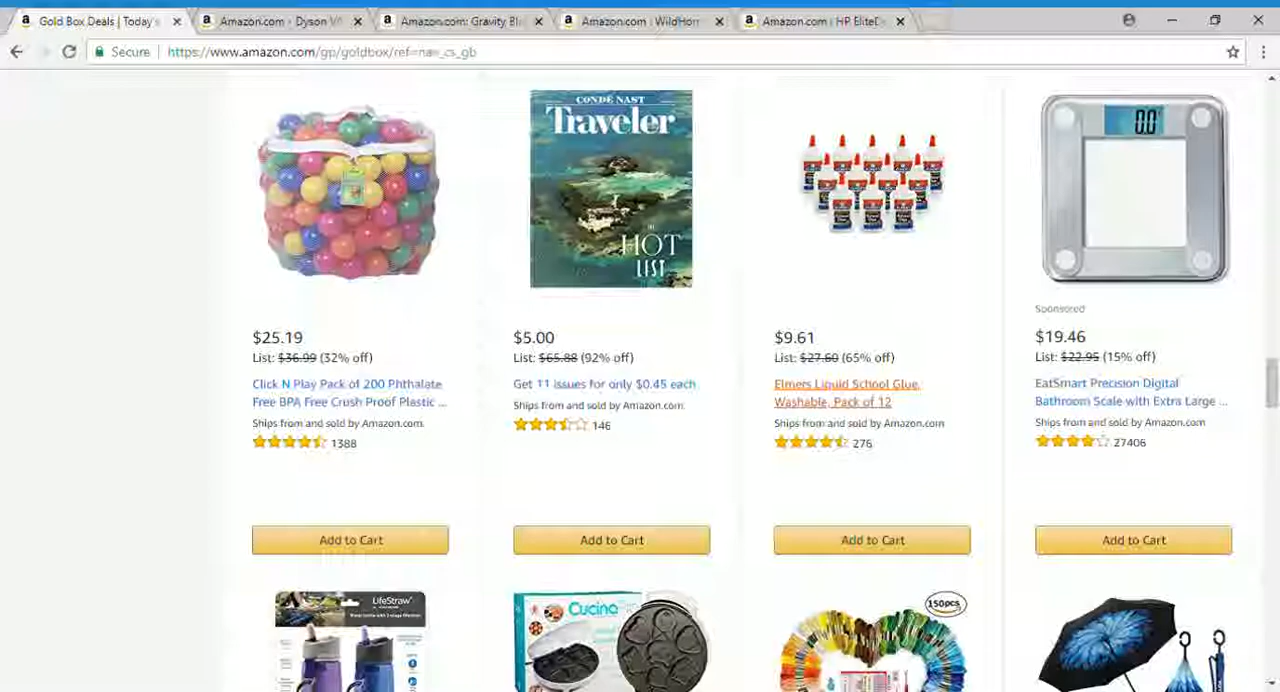 Gold Box Deals | Today's
Amazon.com : Dyson V
Amazon.com: Gravity Bl
Amazon.com : WildHorn
Amazon.com : HP EliteD
Secure
https://www.amazon.com/gp/goldbox/ref=nav_cs_gb
CONDÉ NAST
Traveler
HOT
LIST
0.0
Sponsored
$25.19
$5.00
$9.61
$19.46
List: $36.99 (32% off)
List: $65.88 (92% off)
List: $27.60 (65% off)
List: $22.95 (15% off)
Click N Play Pack of 200 Phthalate
Free BPA Free Crush Proof Plastic ...
Get 11 issues for only $0.45 each
Elmers Liquid School Glue,
Washable, Pack of 12
EatSmart Precision Digital
Bathroom Scale with Extra Large ...
Ships from and sold by Amazon.com.
Ships from and sold by Amazon.com.
Ships from and sold by Amazon.com
Ships from and sold by Amazon.com
1388
146
276
27406
Add to Cart
Add to Cart
Add to Cart
Add to Cart
LifeStraw
Cucina
150pcs